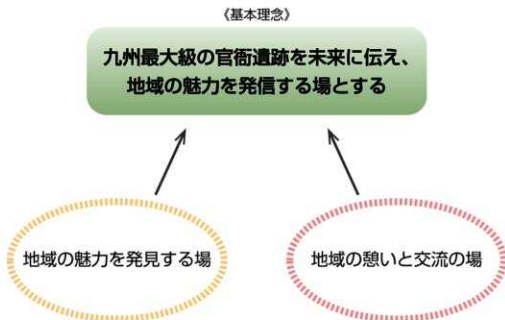 《基本理念》
九州最大級の官衙遺跡を未来に伝え、
地域の魅力を発信する場とする
地域の魅力を発見する場
地域の憩いと交流の場